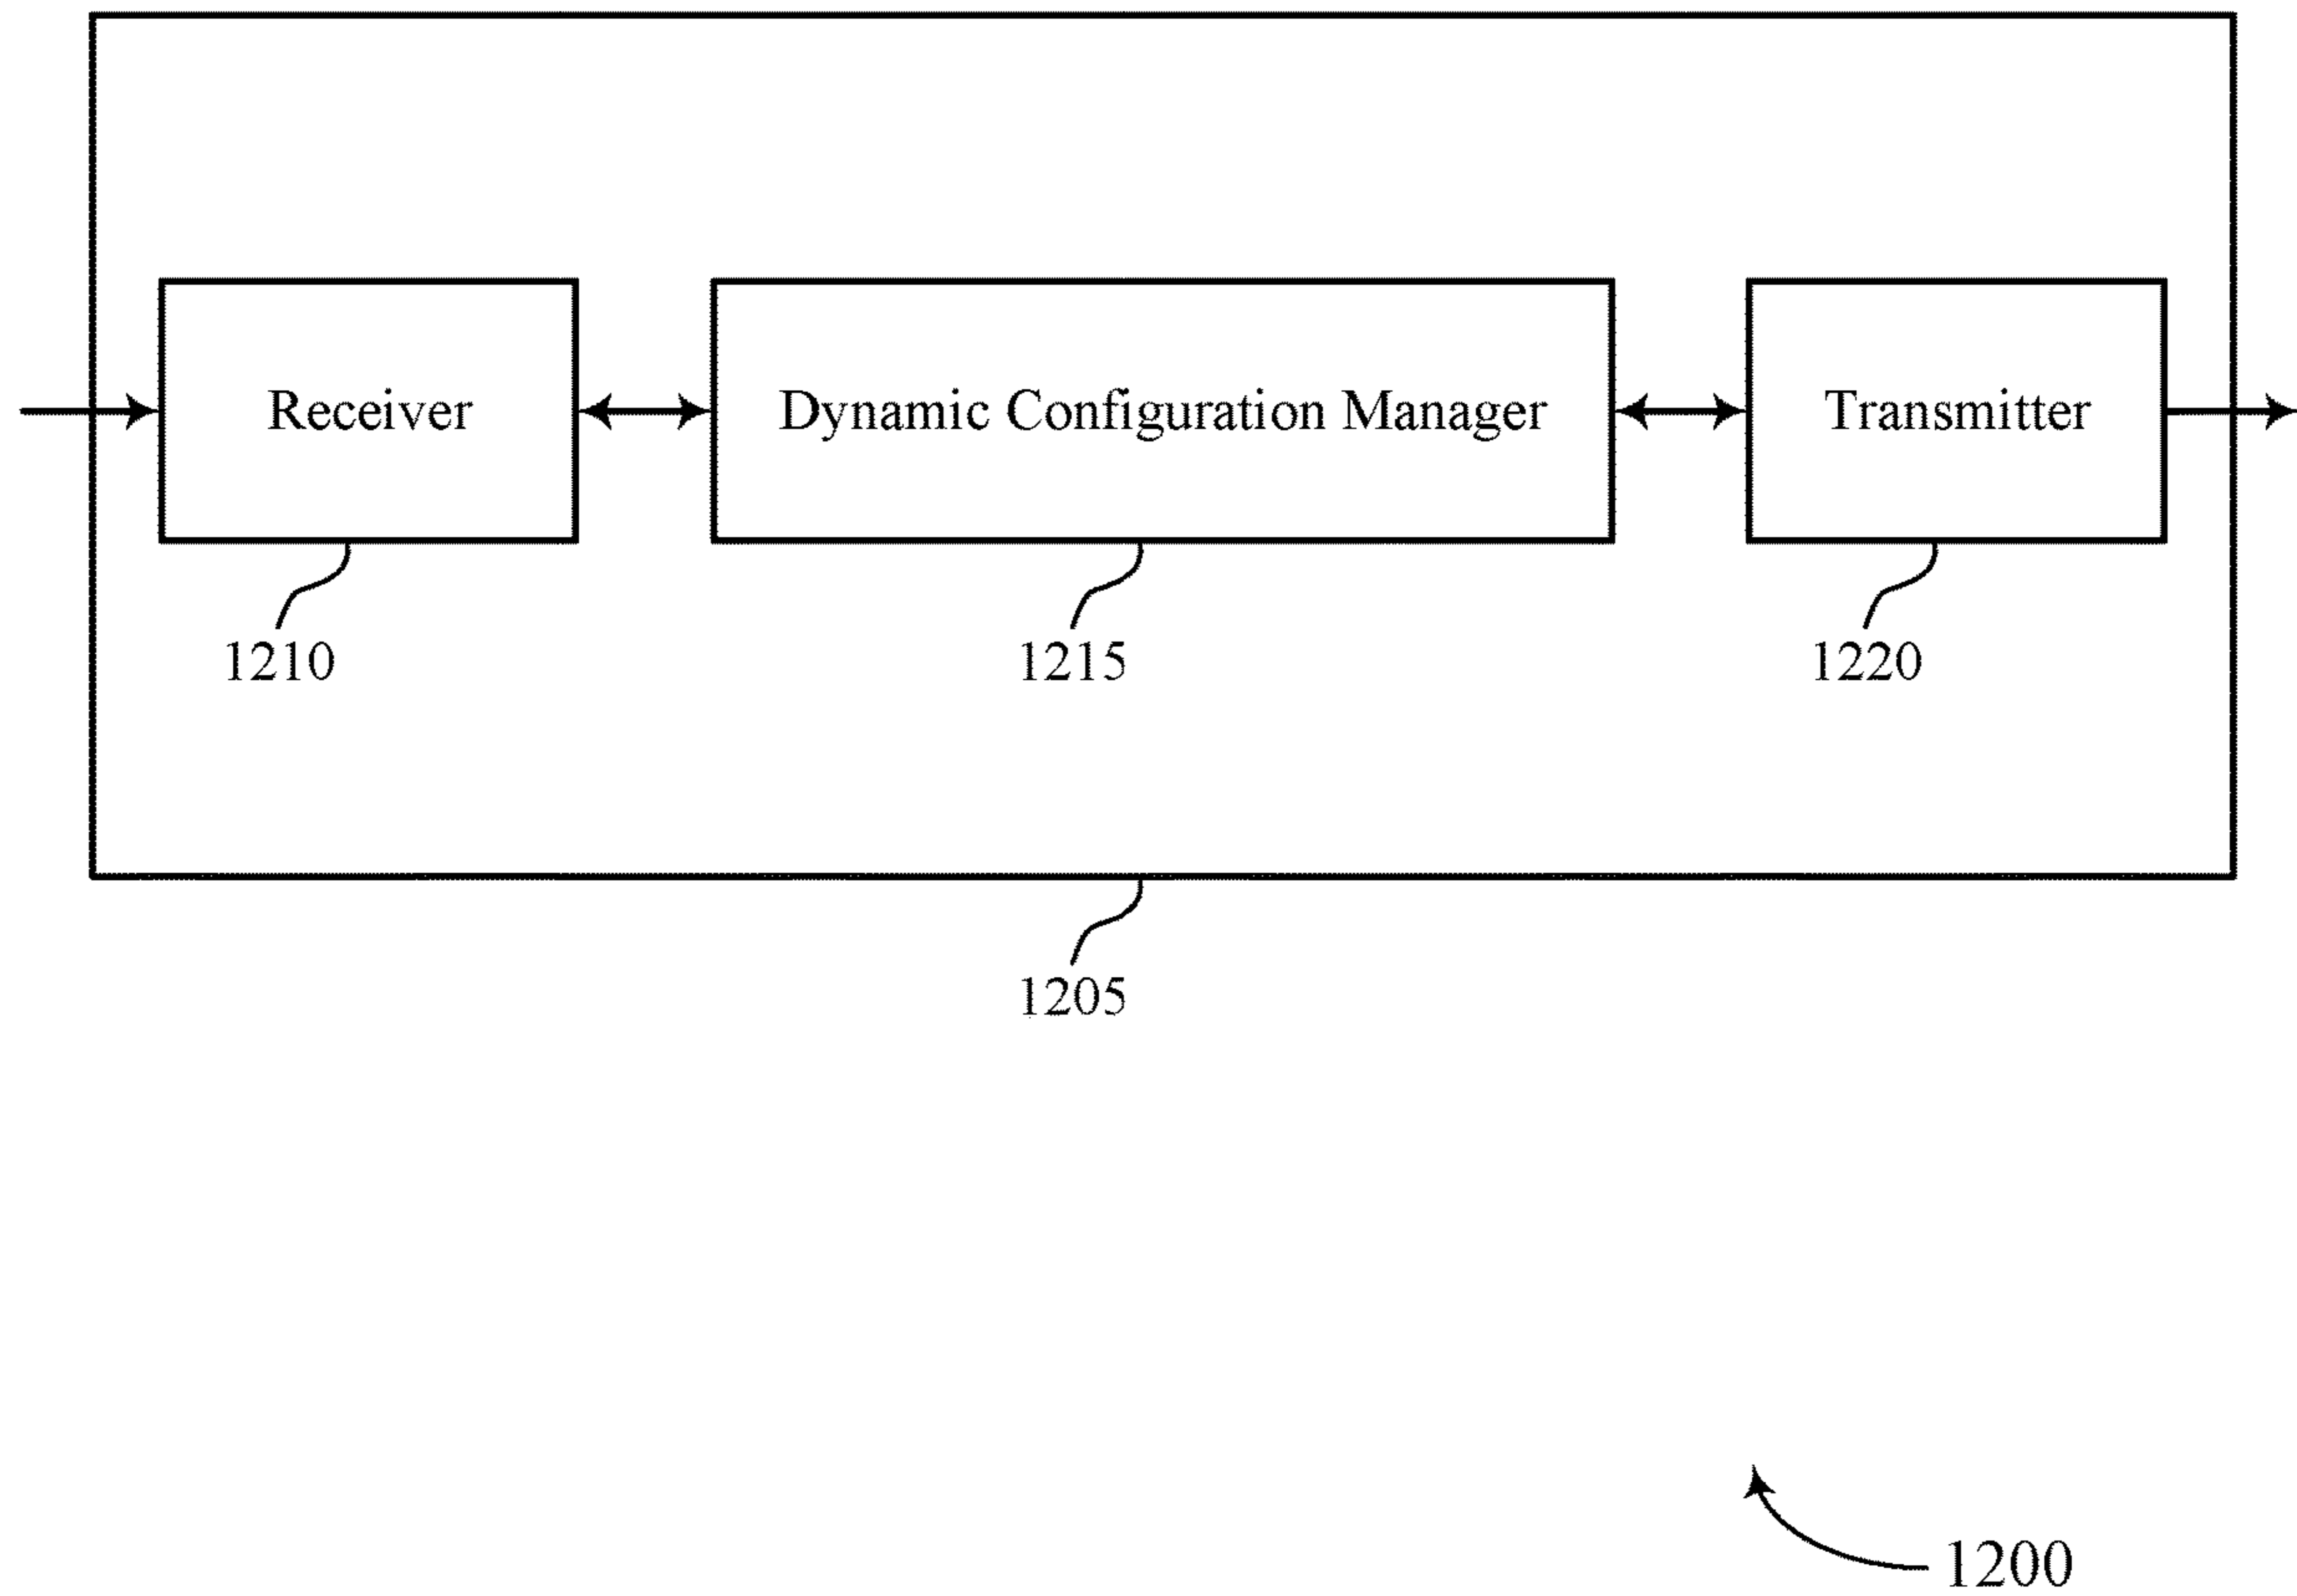 Receiver
Dynamic Configuration Manager
Transmitter
1210
1215
1220
1205
1200